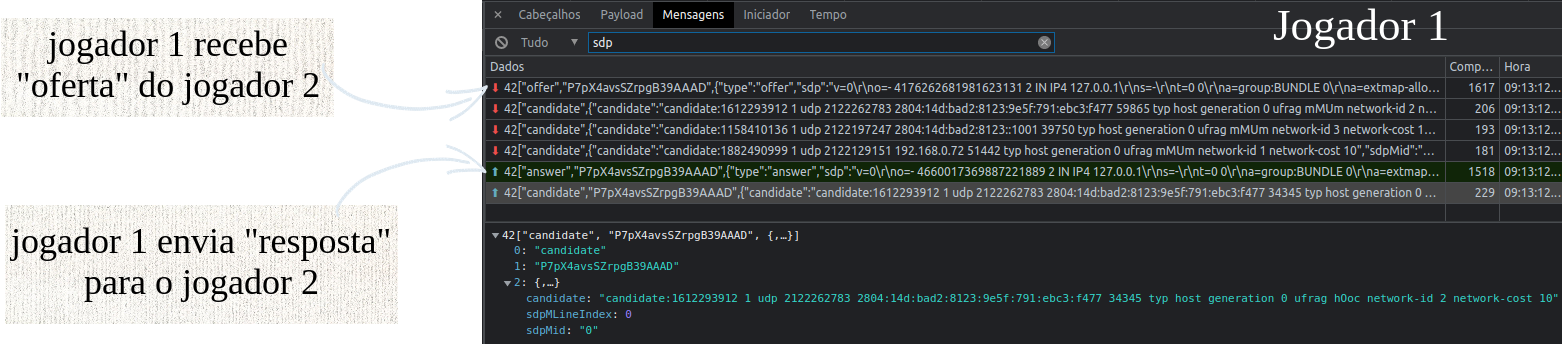 jogador 1 recebe
"oferta" do jogador 2
jogador 1 envia "resposta"
para o jogador 2
Jogador 1
× Cabeçalhos Payload Mensagens Iniciador Tempo
Tudo ▼ sdp
Dados Comp... Hora
42["offer","P7pX4avsSZrpgB39AAAD",{"type":"offer","sdp":"v=0\r\no=- 4176262681981623131 2 IN IP4 127.0.0.1\r\ns=-\r\nt=0 0\r\na=group:BUNDLE 0\r\na=extmap-allo... 1617 09:13:12...
42["candidate",{"candidate":"candidate:1612293912 1 udp 2122262783 2804:14d:bad2:8123:9e5f:791:ebc3:f477 59865 typ host generation 0 ufrag mMUm network-id 2 n... 206 09:13:12...
42["candidate",{"candidate":"candidate:1158410136 1 udp 2122197247 2804:14d:bad2:8123::1001 39750 typ host generation 0 ufrag mMUm network-id 3 network-cost 1... 193 09:13:12...
42["candidate",{"candidate":"candidate:1882490999 1 udp 2122129151 192.168.0.72 51442 typ host generation 0 ufrag mMUm network-id 1 network-cost 10","sdpMid":"... 181 09:13:12...
42["answer","P7pX4avsSZrpgB39AAAD",{"type":"answer","sdp":"v=0\r\no=- 4660017369887221889 2 IN IP4 127.0.0.1\r\ns=-\r\nt=0 0\r\na=group:BUNDLE 0\r\na=extmap... 1518 09:13:12...
42["candidate","P7pX4avsSZrpgB39AAAD",{"candidate":"candidate:1612293912 1 udp 2122262783 2804:14d:bad2:8123:9e5f:791:ebc3:f477 34345 typ host generation 0 ... 229 09:13:12...
▼42["candidate", "P7pX4avsSZrpgB39AAAD", {,…}]
0: "candidate"
1: "P7pX4avsSZrpgB39AAAD"
▼2: {,…}
candidate: "candidate:1612293912 1 udp 2122262783 2804:14d:bad2:8123:9e5f:791:ebc3:f477 34345 typ host generation 0 ufrag hOoc network-id 2 network-cost 10"
sdpMLineIndex: 0
sdpMid: "0"